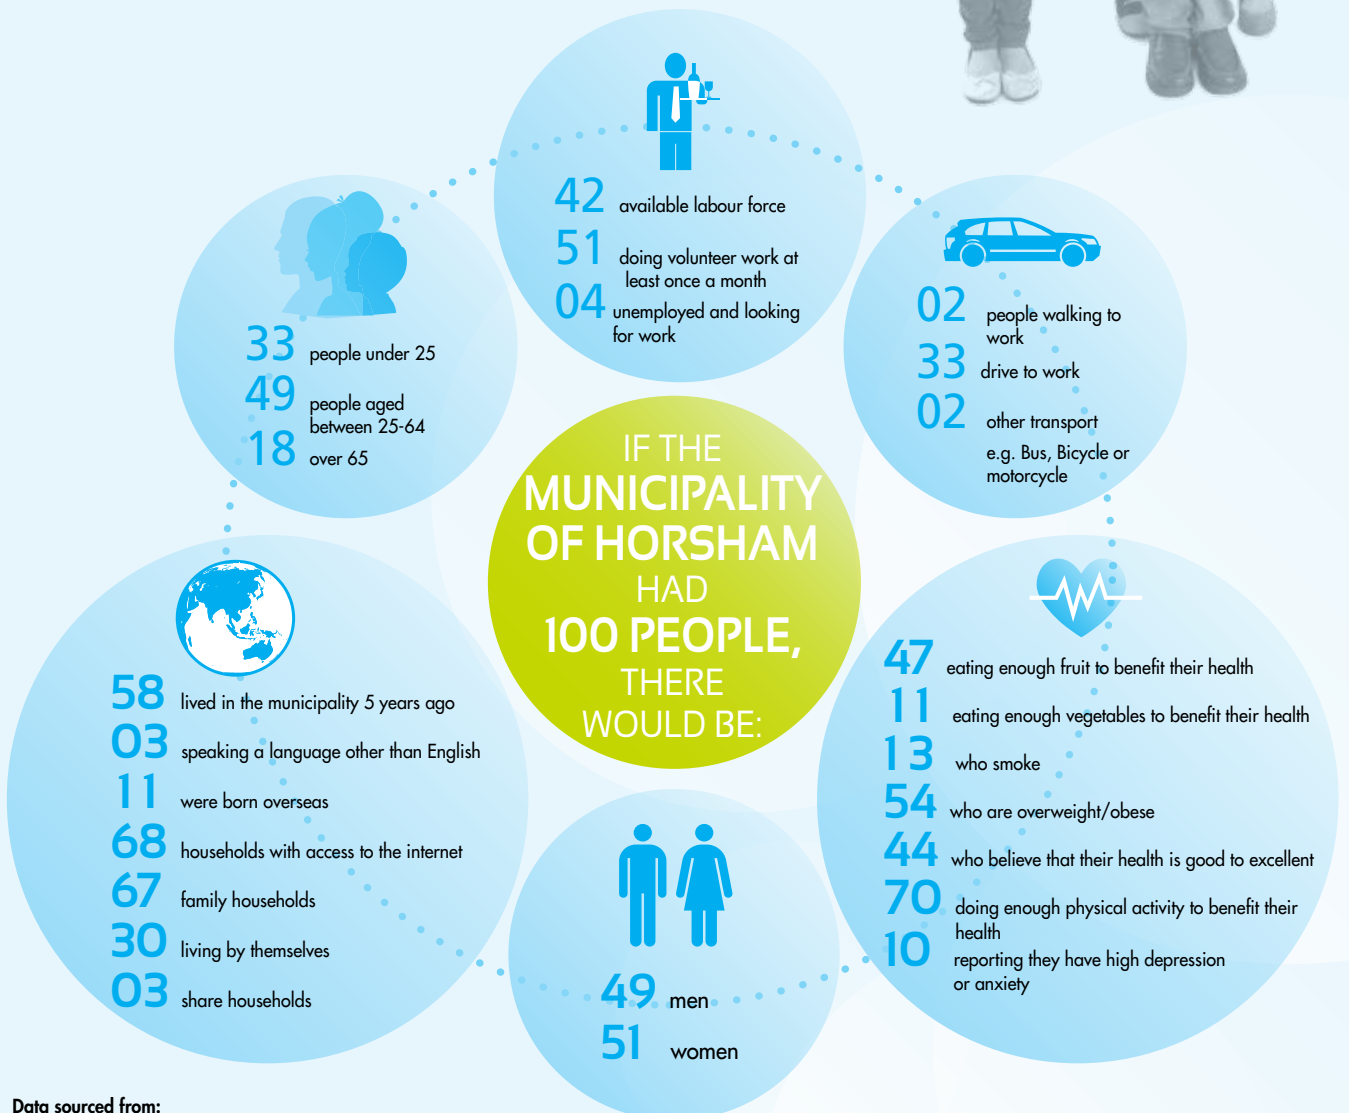 42 available labour force
51 doing volunteer work at
least once a month
04 unemployed and looking
for work
33 people under 25
49 people aged
between 25-64
18 over 65
02 people walking to
work
33 drive to work
02 other transport
e.g. Bus, Bicycle or
motorcycle
IF THE
MUNICIPALITY
OF HORSHAM
HAD
100 PEOPLE,
THERE
WOULD BE:
58 lived in the municipality 5 years ago
03 speaking a language other than English
11 were born overseas
68 households with access to the internet
67 family households
30 living by themselves
03 share households
47 eating enough fruit to benefit their health
11 eating enough vegetables to benefit their health
13 who smoke
54 who are overweight/obese
44 who believe that their health is good to excellent
70 doing enough physical activity to benefit their
health
10 reporting they have high depression
or anxiety
49 men
51 women
Data sourced from: